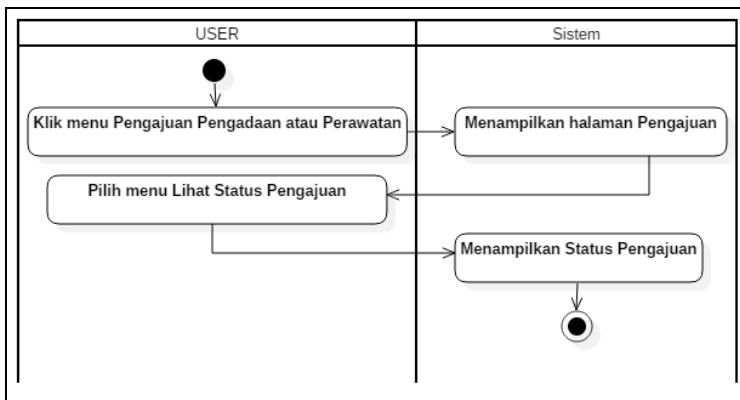 USER
Sistem
Klik menu Pengajuan Pengadaan atau Perawatan
Menampilkan halaman Pengajuan
Pilih menu Lihat Status Pengajuan
Menampilkan Status Pengajuan